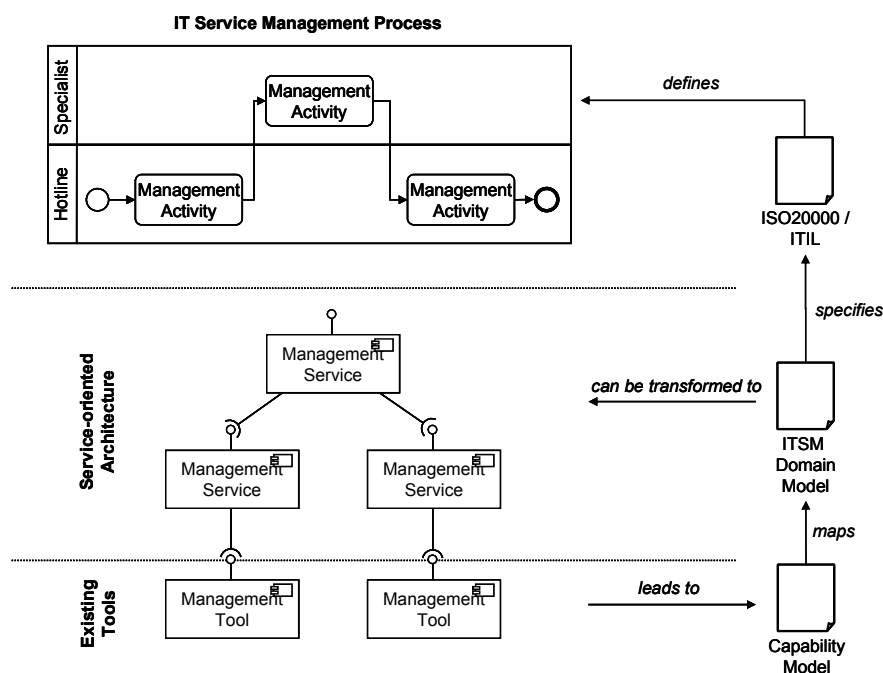 IT Service Management Process
Specialist
Management
Activity
defines
Hotline
Management
Activity
Management
Activity
ISO20000 /
ITIL
specifies
Service-oriented
Architecture
Management
Service
can be transformed to
Management
Service
Management
Service
ITSM
Domain
Model
maps
Existing
Tools
Management
Tool
Management
Tool
leads to
Capability
Model